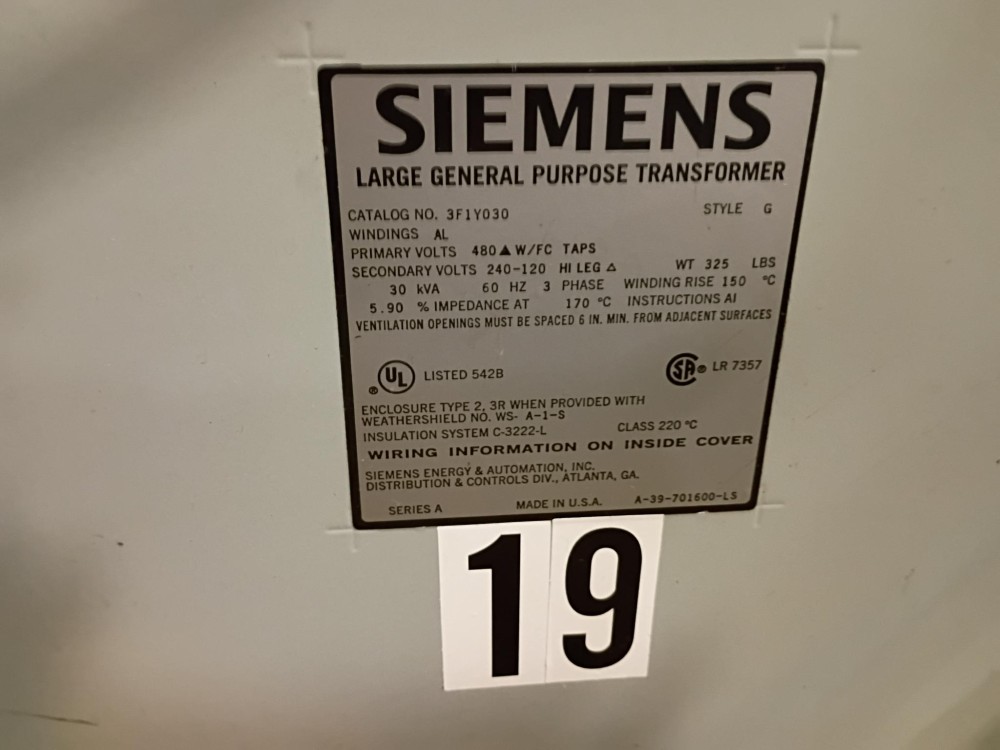 SIEMENS
LARGE GENERAL PURPOSE TRANSFORMER
CATALOG NO. 3F1Y030 STYLE G
WINDINGS AL
PRIMARY VOLTS 480▲ W/FC TAPS
SECONDARY VOLTS 240-120 HI LEG △ WT 325 LBS
30 kVA 60 HZ 3 PHASE WINDING RISE 150 °C
5.90 % IMPEDANCE AT 170 °C INSTRUCTIONS AI
VENTILATION OPENINGS MUST BE SPACED 6 IN. MIN. FROM ADJACENT SURFACES
UL® LISTED 542B SA® LR 7357
ENCLOSURE TYPE 2, 3R WHEN PROVIDED WITH
WEATHERSHIELD NO. WS- A-1-S
INSULATION SYSTEM C-3222-L CLASS 220 °C
WIRING INFORMATION ON INSIDE COVER
SIEMENS ENERGY & AUTOMATION, INC.
DISTRIBUTION & CONTROLS DIV., ATLANTA, GA.
SERIES A MADE IN U.S.A. A-39-701600-LS
19